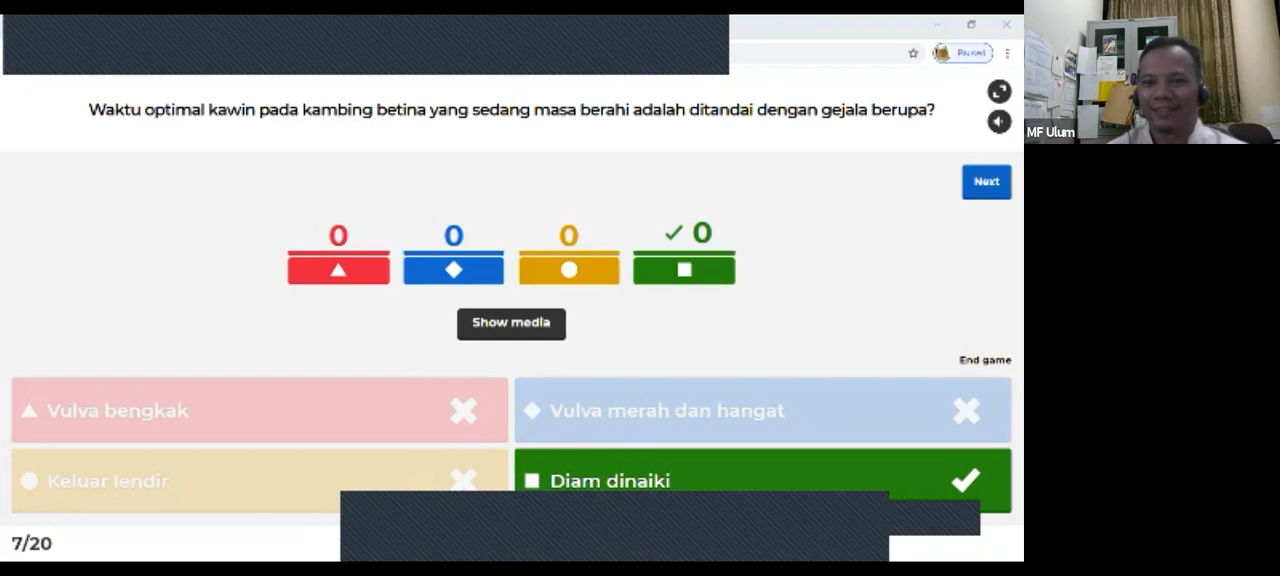 Paused
Waktu optimal kawin pada kambing betina yang sedang masa berahi adalah ditandai dengan gejala berupa?
MF Ulum
Next
0 0 0 0
Show media
End game
Vulva bengkak
Vulva merah dan hangat
Keluar lendir
Diam dinaiki
7/20